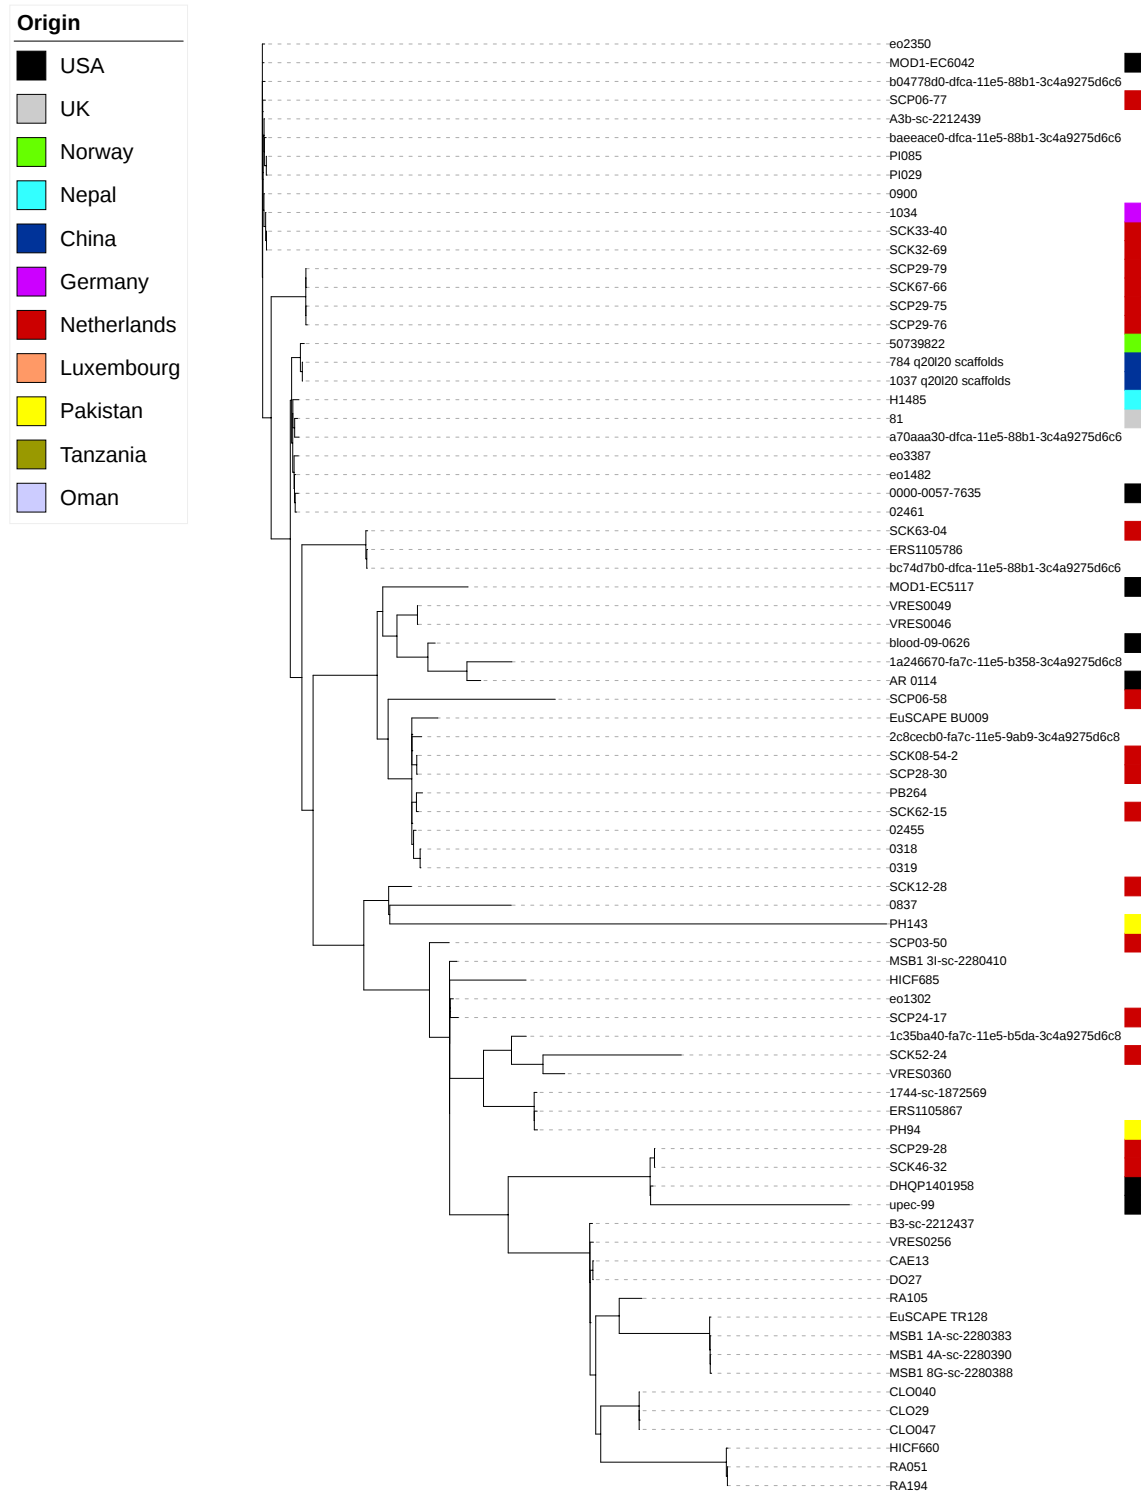 Origin
USA
UK
Norway
Nepal
China
Germany
Netherlands
Luxembourg
Pakistan
Tanzania
Oman
eo2350
MOD1-EC6042
b04778d0-dfca-11e5-88b1-3c4a9275d6c6
SCP06-77
A3b-sc-2212439
baeeace0-dfca-11e5-88b1-3c4a9275d6c6
PI085
PI029
0900
1034
SCK33-40
SCK32-69
SCP29-79
SCK67-66
SCP29-75
SCP29-76
50739822
784 q20l20 scaffolds
1037 q20l20 scaffolds
H1485
81
a70aaa30-dfca-11e5-88b1-3c4a9275d6c6
eo3387
eo1482
0000-0057-7635
02461
SCK63-04
ERS1105786
bc74d7b0-dfca-11e5-88b1-3c4a9275d6c6
MOD1-EC5117
VRES0049
VRES0046
blood-09-0626
1a246670-fa7c-11e5-b358-3c4a9275d6c8
AR 0114
SCP06-58
EuSCAPE BU009
2c8cecb0-fa7c-11e5-9ab9-3c4a9275d6c8
SCK08-54-2
SCP28-30
PB264
SCK62-15
02455
0318
0319
SCK12-28
0837
PH143
SCP03-50
MSB1 3I-sc-2280410
HICF685
eo1302
SCP24-17
1c35ba40-fa7c-11e5-b5da-3c4a9275d6c8
SCK52-24
VRES0360
1744-sc-1872569
ERS1105867
PH94
SCP29-28
SCK46-32
DHQP1401958
upec-99
B3-sc-2212437
VRES0256
CAE13
DO27
RA105
EuSCAPE TR128
MSB1 1A-sc-2280383
MSB1 4A-sc-2280390
MSB1 8G-sc-2280388
CLO040
CLO29
CLO047
HICF660
RA051
RA194